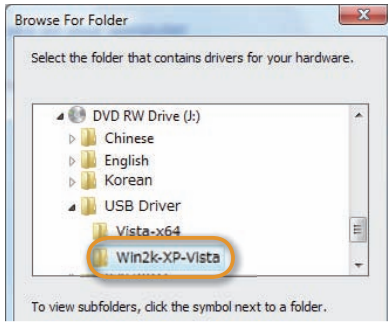 Browse For Folder
Select the folder that contains drivers for your hardware.
DVD RW Drive (J:)
Chinese
English
Korean
USB Driver
Vista-x64
Win2k-XP-Vista
To view subfolders, click the symbol next to a folder.